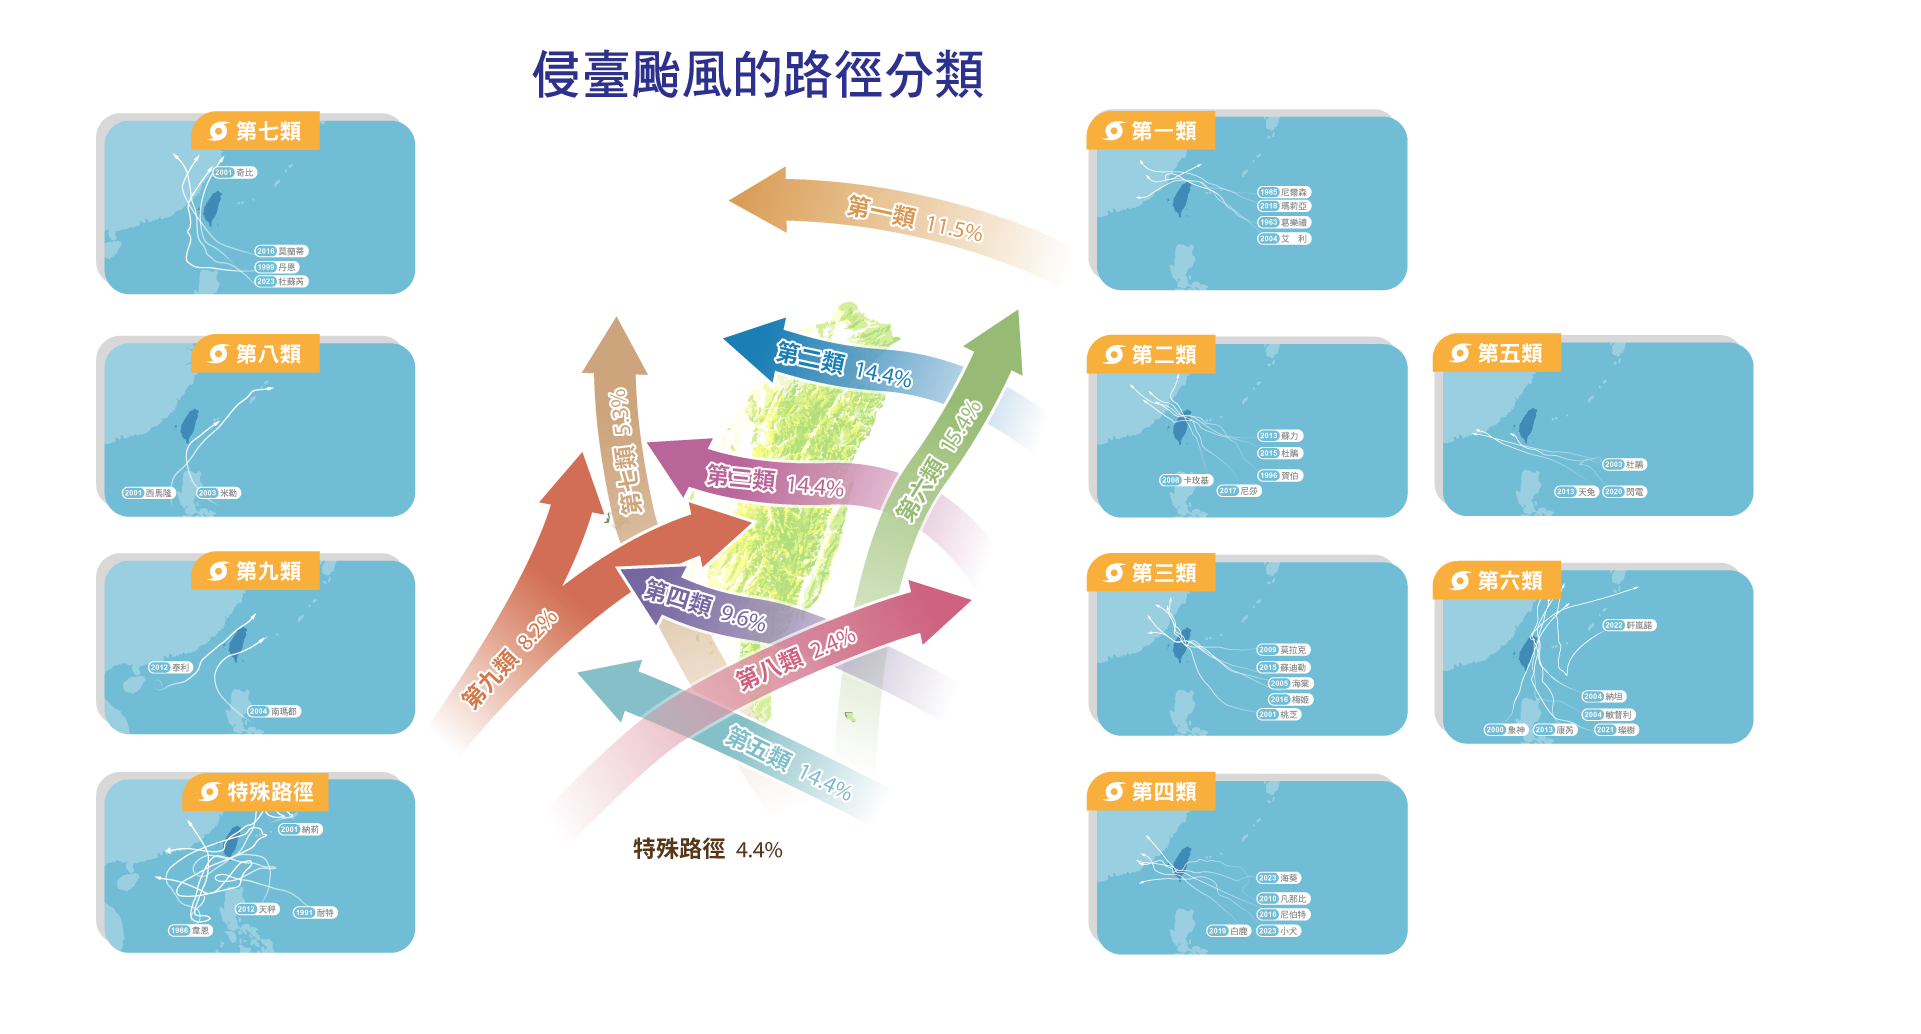 侵臺颱風的路徑分類
第一類 11.5%
第二類 14.4%
第三類 14.4%
第四類 9.6%
第五類 14.4%
第六類 15.4%
第七類 5.3%
第八類 2.4%
第九類 8.2%
特殊路徑 4.4%
第七類
2001 奇比
2016 莫蘭蒂
1999 丹恩
2023 杜蘇芮
第八類
2001 西馬隆
2003 米勒
第九類
2012 泰利
2004 南瑪都
特殊路徑
2001 納莉
2012 天秤
1991 耐特
1986 韋恩
第一類
1985 尼爾森
2018 瑪莉亞
1963 葛樂禮
2004 艾 利
第二類
2013 蘇力
2015 杜鵑
1996 賀伯
2008 卡玫基
2017 尼莎
第三類
2009 莫拉克
2015 蘇迪勒
2005 海棠
2016 梅姬
2001 桃芝
第四類
2023 海葵
2010 凡那比
2016 尼伯特
2019 白鹿
2023 小犬
第五類
2003 杜鵑
2013 天兔
2020 閃電
第六類
2022 軒嵐諾
2004 納坦
2004 敏督利
2000 象神
2013 康芮
2021 璨樹